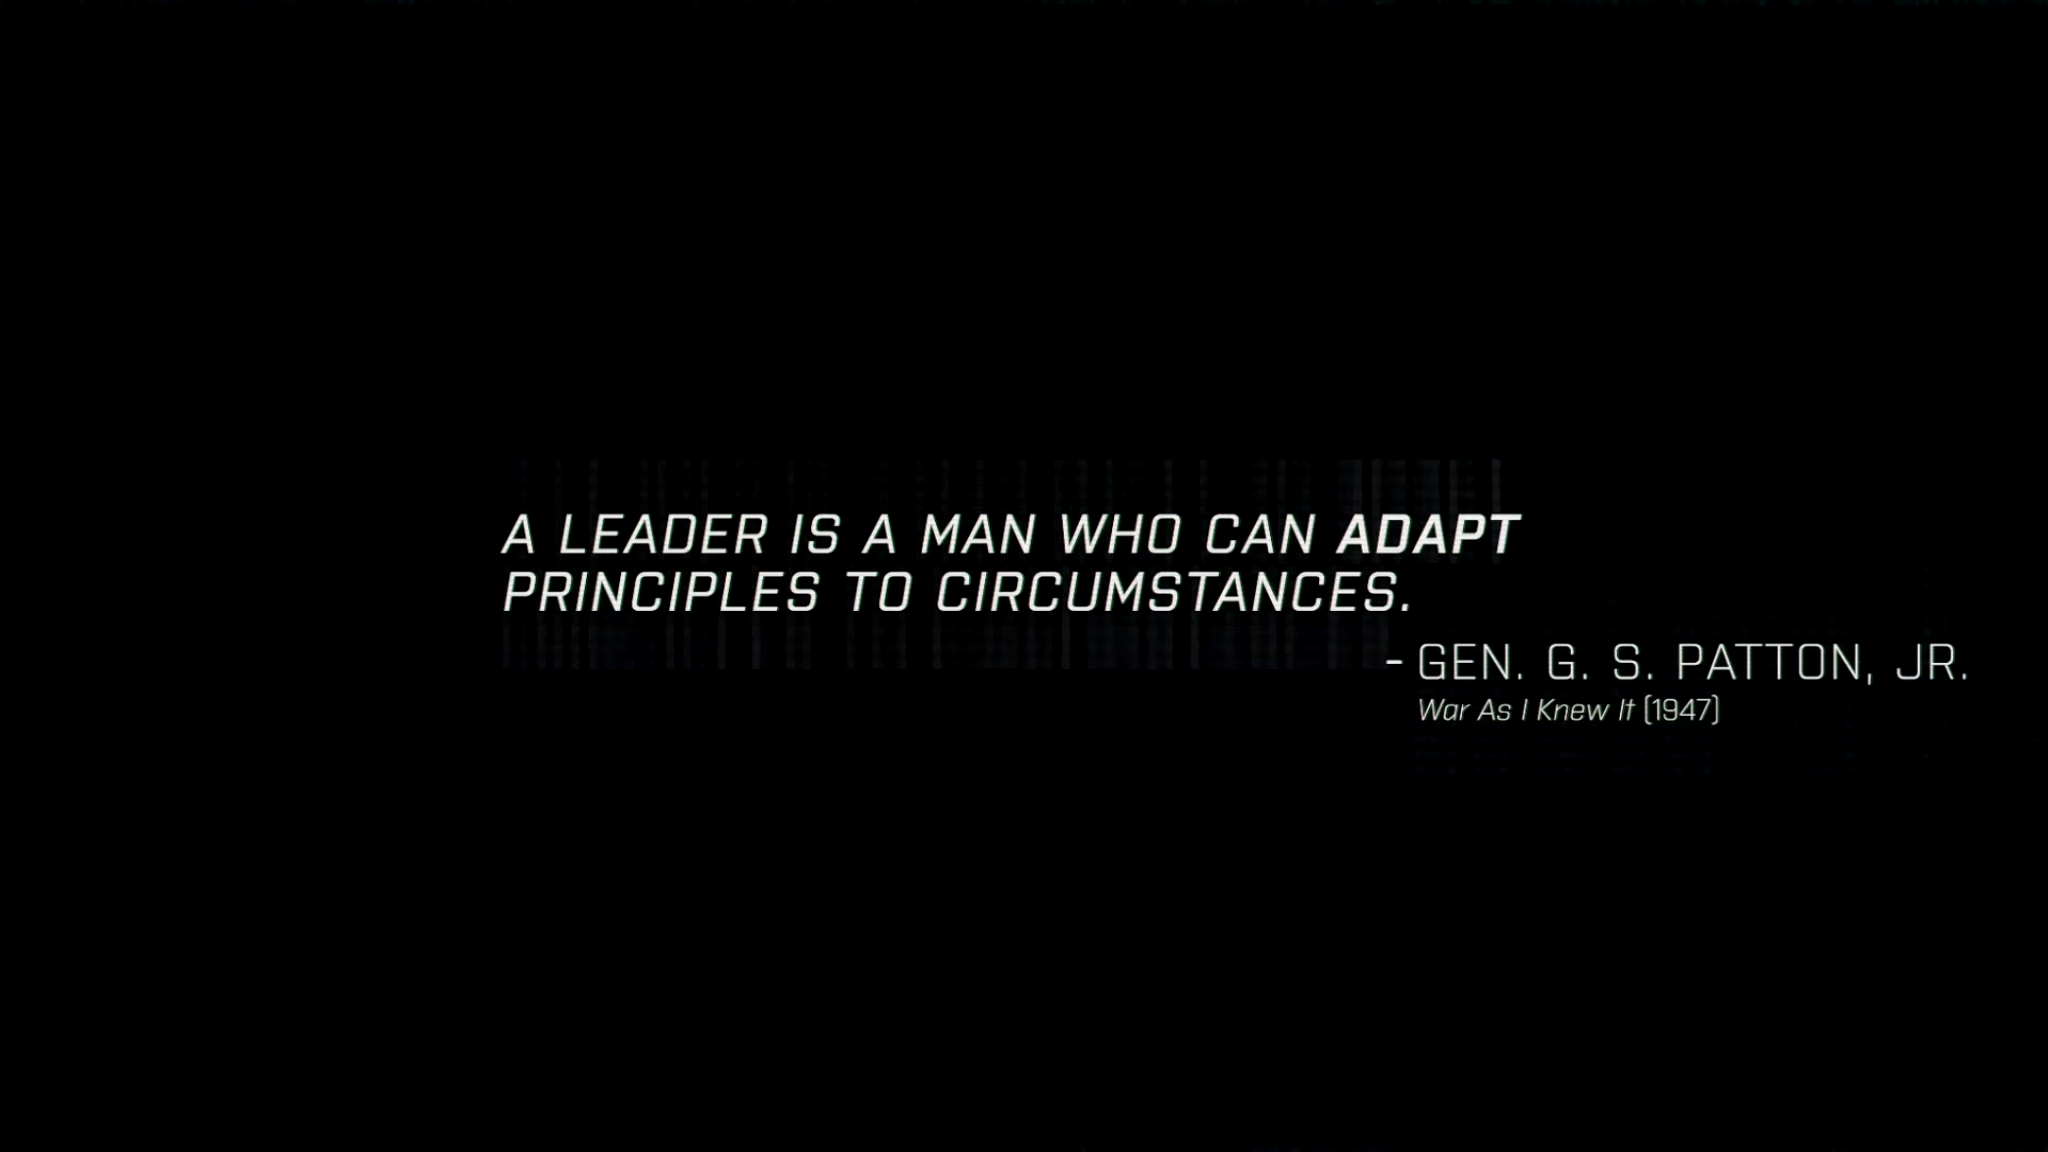 A LEADER IS A MAN WHO CAN ADAPT
PRINCIPLES TO CIRCUMSTANCES.
- GEN. G. S. PATTON, JR.
War As I Knew It (1947)